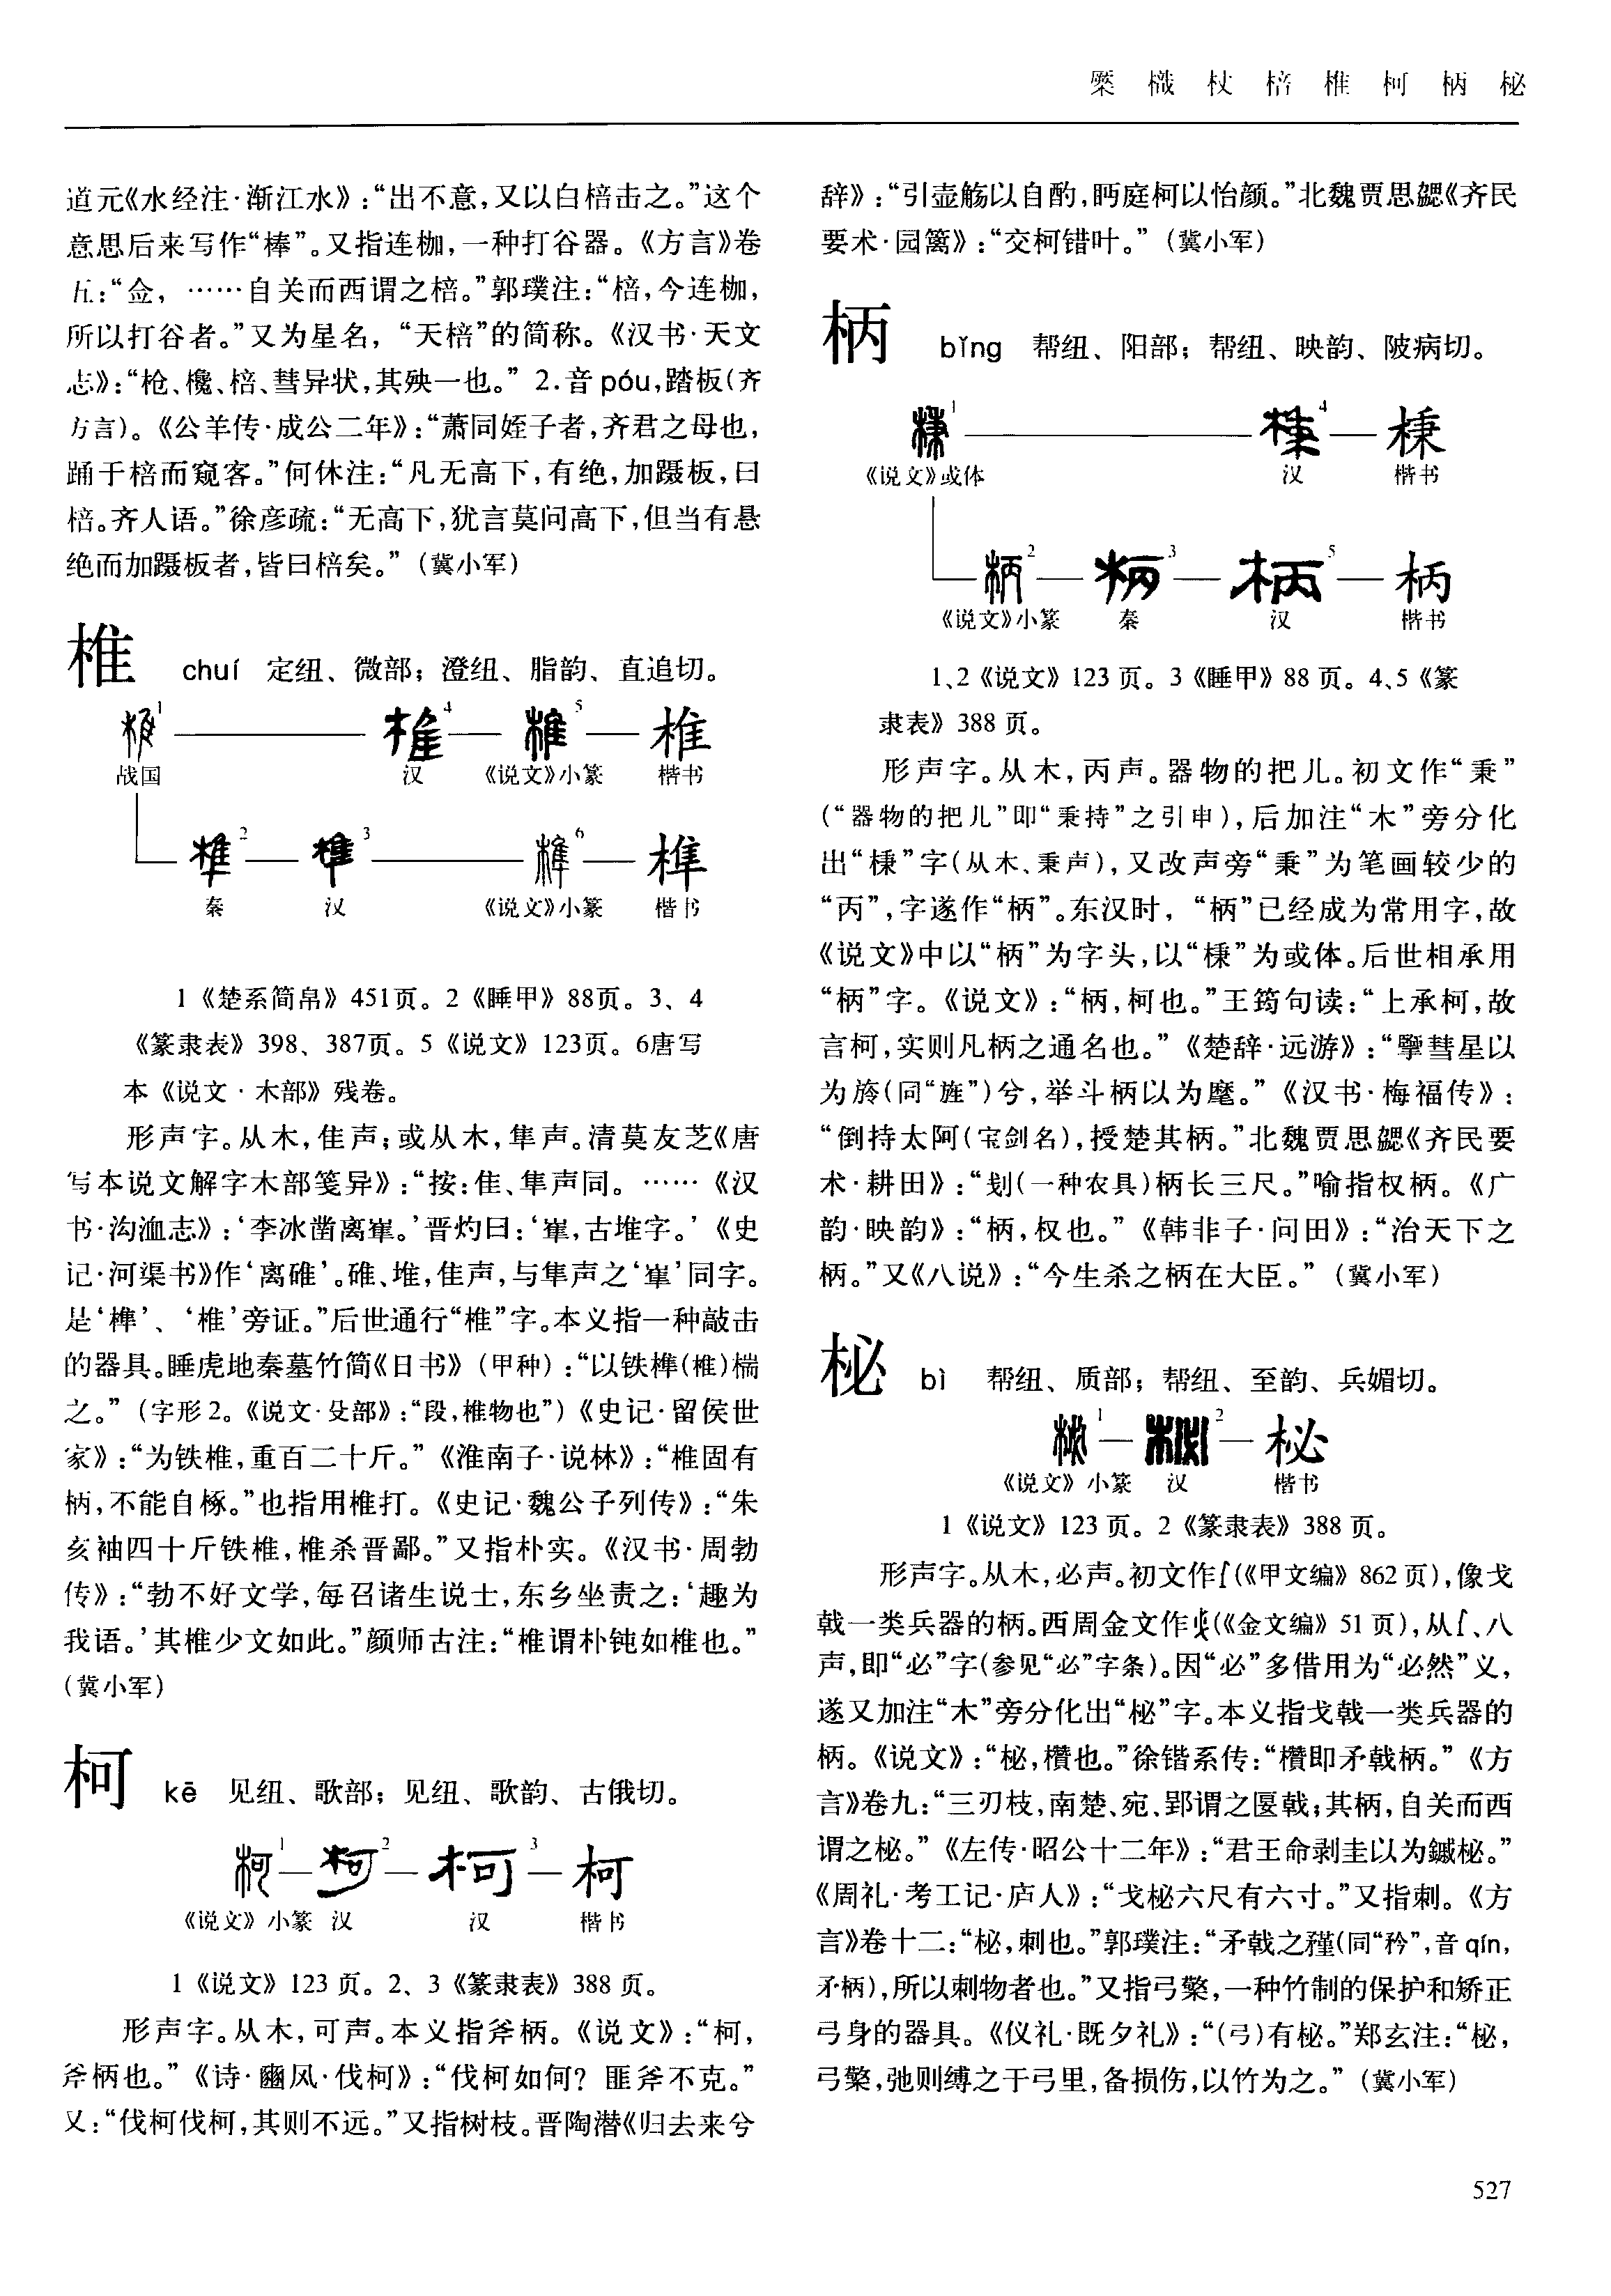 檕 樴 杖 棓 椎 柯 柄 柲
道元《水经注·渐江水》:“出不意,又以白棓击之。”这个
意思后来写作“棒”。又指连枷,一种打谷器。《方言》卷
五:“佥, ……自关而西谓之棓。”郭璞注:“棓,今连枷,
所以打谷者。”又为星名, “天棓”的简称。《汉书·天文
志》:“枪、欃、棓、彗异状,其殃一也。” 2.音 póu,踏板(齐
方言)。《公羊传·成公二年》:“萧同姪子者,齐君之母也,
踊于棓而窥客。”何休注:“凡无高下,有绝,加蹑板,曰
棓。齐人语。”徐彦疏:“无高下,犹言莫问高下,但当有悬
绝而加蹑板者,皆曰棓矣。” (冀小军)
椎 chuí 定纽、微部; 澄纽、脂韵、直追切。
1 4 5 椎
战国 汉 《说文》小篆 楷书
2 3 6 榫
秦 汉 《说文》小篆 楷书
1 《楚系简帛》 451页。 2 《睡甲》 88页。 3、4
《篆隶表》 398、387页。 5 《说文》 123页。 6唐写
本《说文·木部》残卷。
形声字。从木,隹声;或从木,隼声。清莫友芝《唐
写本说文解字木部笺异》:“按:隹、隼声同。 ……《汉
书·沟洫志》:‘李冰凿离𨾴。’晋灼曰:‘𨾴,古堆字。’《史
记·河渠书》作‘离碓’。碓、堆,隹声,与隼声之‘𨾴’同字。
是‘榫’、‘椎’旁证。”后世通行“椎”字。本义指一种敲击
的器具。睡虎地秦墓竹简《日书》(甲种):“以铁榫(椎)椯
之。” (字形2。《说文·殳部》:“段,椎物也”)《史记·留侯世
家》:“为铁椎,重百二十斤。”《淮南子·说林》:“椎固有
柄,不能自椓。”也指用椎打。《史记·魏公子列传》:“朱
亥袖四十斤铁椎,椎杀晋鄙。”又指朴实。《汉书·周勃
传》:“勃不好文学,每召诸生说士,东乡坐责之:‘趣为
我语。’其椎少文如此。”颜师古注:“椎谓朴钝如椎也。”
(冀小军)
柯 kē 见纽、歌部; 见纽、歌韵、古俄切。
1 2 3 柯
《说文》小篆 汉 汉 楷书
1 《说文》 123 页。 2、3 《篆隶表》 388 页。
形声字。从木,可声。本义指斧柄。《说文》:“柯,
斧柄也。”《诗·豳风·伐柯》:“伐柯如何? 匪斧不克。”
又:“伐柯伐柯,其则不远。”又指树枝。晋陶潜《归去来兮
辞》:“引壶觞以自酌,眄庭柯以怡颜。”北魏贾思勰《齐民
要术·园篱》:“交柯错叶。” (冀小军)
柄 bǐng 帮纽、阳部; 帮纽、映韵、陂病切。
1 4 棅
《说文》或体 汉 楷书
2 3 5 柄
《说文》小篆 秦 汉 楷书
1、2 《说文》 123 页。 3 《睡甲》 88 页。 4、5 《篆
隶表》 388 页。
形声字。从木,丙声。器物的把儿。初文作“秉”
(“器物的把儿”即“秉持”之引申),后加注“木”旁分化
出“棅”字(从木、秉声),又改声旁“秉”为笔画较少的
“丙”,字遂作“柄”。东汉时, “柄”已经成为常用字,故
《说文》中以“柄”为字头,以“棅”为或体。后世相承用
“柄”字。《说文》:“柄,柯也。”王筠句读:“上承柯,故
言柯,实则凡柄之通名也。”《楚辞·远游》:“擥彗星以
为旍(同“旌”)兮,举斗柄以为麾。”《汉书·梅福传》:
“倒持太阿(宝剑名),授楚其柄。”北魏贾思勰《齐民要
术·耕田》:“刬(一种农具)柄长三尺。”喻指权柄。《广
韵·映韵》:“柄,权也。”《韩非子·问田》:“治天下之
柄。”又《八说》:“今生杀之柄在大臣。” (冀小军)
柲 bì 帮纽、质部; 帮纽、至韵、兵媚切。
1 2 柲
《说文》小篆 汉 楷书
1 《说文》 123 页。 2 《篆隶表》 388 页。
形声字。从木,必声。初文作(《甲文编》 862 页),像戈
戟一类兵器的柄。西周金文作(《金文编》 51 页),从、八
声,即“必”字(参见“必”字条)。因“必”多借用为“必然”义,
遂又加注“木”旁分化出“柲”字。本义指戈戟一类兵器的
柄。《说文》:“柲,欑也。”徐锴系传:“欑即矛戟柄。”《方
言》卷九:“三刃枝,南楚、宛、郢谓之匽戟;其柄,自关而西
谓之柲。”《左传·昭公十二年》:“君王命剥圭以为鏚柲。”
《周礼·考工记·庐人》:“戈柲六尺有六寸。”又指刺。《方
言》卷十二:“柲,刺也。”郭璞注:“矛戟之𥎊(同“矜”,音 qín,
矛柄),所以刺物者也。”又指弓檠,一种竹制的保护和矫正
弓身的器具。《仪礼·既夕礼》:“(弓)有柲。”郑玄注:“柲,
弓檠,弛则缚之于弓里,备损伤,以竹为之。” (冀小军)
527